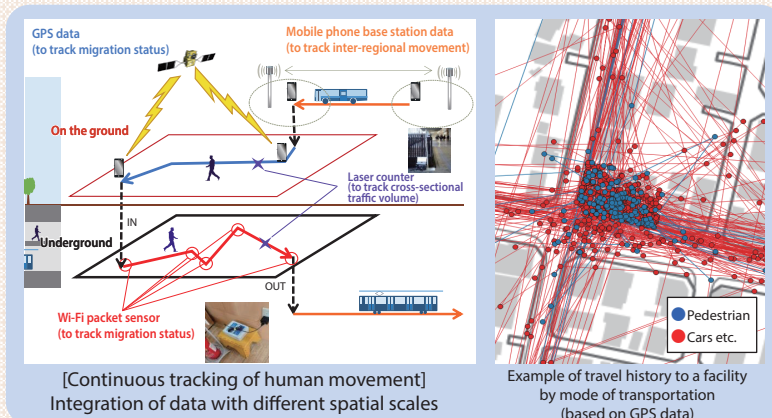 GPS data
(to track migration status)
Mobile phone base station data
(to track inter-regional movement)
On the ground
Laser counter
(to track cross-sectional
traffic volume)
IN
Underground
OUT
Wi-Fi packet sensor
(to track migration status)
[Continuous tracking of human movement]
Integration of data with different spatial scales
Pedestrian
Cars etc.
Example of travel history to a facility
by mode of transportation
(based on GPS data)